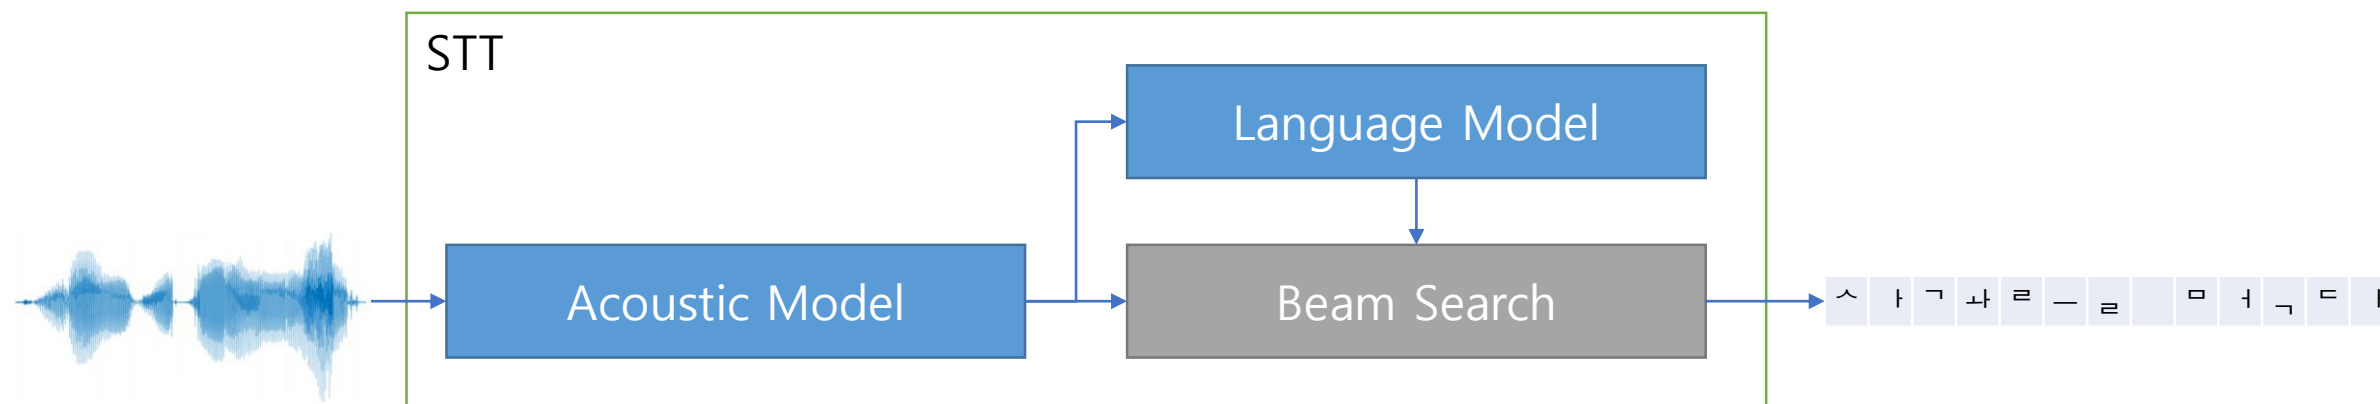 STT
Language Model
Acoustic Model
Beam Search
ㅅ ㅏ ㄱ ㅘ ㄹ ㅡ ㄹ ㅁ ㅓ ㄱ ㄷ